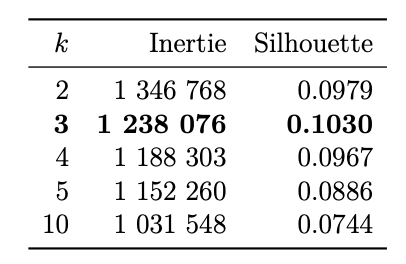 k Inertie Silhouette
2 1 346 768 0.0979
3 1 238 076 0.1030
4 1 188 303 0.0967
5 1 152 260 0.0886
10 1 031 548 0.0744